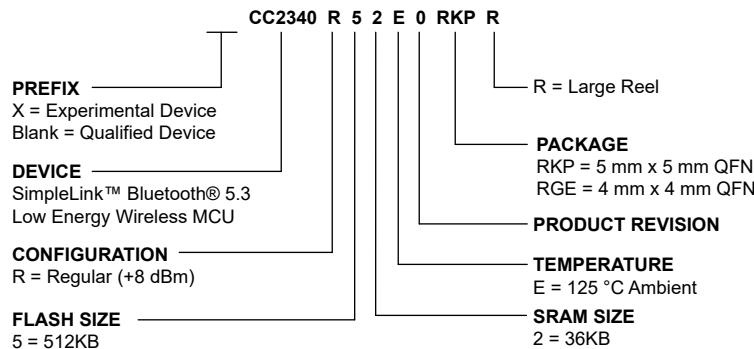 CC2340 R 5 2 E 0 RKP R
PREFIX
X = Experimental Device
Blank = Qualified Device
DEVICE
SimpleLink™ Bluetooth® 5.3
Low Energy Wireless MCU
CONFIGURATION
R = Regular (+8 dBm)
FLASH SIZE
5 = 512KB
R = Large Reel
PACKAGE
RKP = 5 mm x 5 mm QFN
RGE = 4 mm x 4 mm QFN
PRODUCT REVISION
TEMPERATURE
E = 125 °C Ambient
SRAM SIZE
2 = 36KB